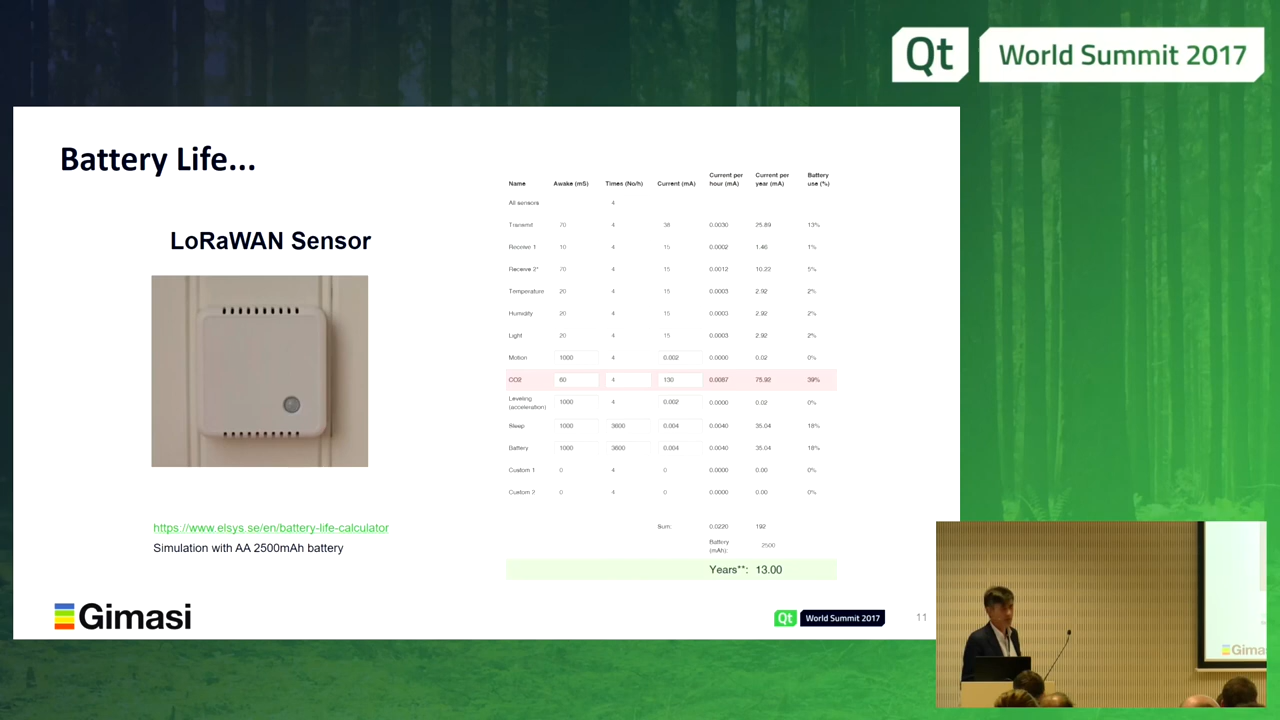 Qt World Summit 2017
Battery Life...
LoRaWAN Sensor
Name Awake (mS) Times (No/h) Current (mA) Current per hour (mA) Current per year (mA) Battery use (%)
All sensors 4
Transmit 70 4 38 0.0030 25.89 13%
Receive 1 10 4 15 0.0002 1.46 1%
Receive 2* 70 4 15 0.0012 10.22 5%
Temperature 20 4 15 0.0003 2.92 2%
Humidity 20 4 15 0.0003 2.92 2%
Light 20 4 15 0.0003 2.92 2%
Motion 1000 4 0.002 0.0000 0.02 0%
CO2 60 4 130 0.0087 75.92 39%
Leveling (acceleration) 1000 4 0.002 0.0000 0.02 0%
Sleep 1000 3600 0.004 0.0040 35.04 18%
Battery 1000 3600 0.004 0.0040 35.04 18%
Custom 1 0 4 0 0.0000 0.00 0%
Custom 2 0 4 0 0.0000 0.00 0%
Sum: 0.0220 192
Battery (mAh): 2500
Years**: 13.00
https://www.elsys.se/en/battery-life-calculator
Simulation with AA 2500mAh battery
Gimasi
Qt World Summit 2017
11
Gimasi